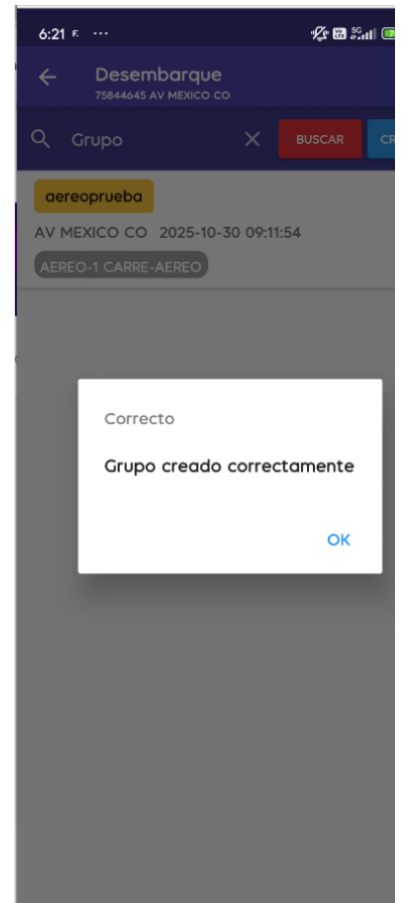 6:21
Desembarque
75844645 AV MEXICO CO
Grupo
BUSCAR
CR
aereoprueba
AV MEXICO CO 2025-10-30 09:11:54
AEREO-1 CARRE-AEREO
Correcto
Grupo creado correctamente
OK